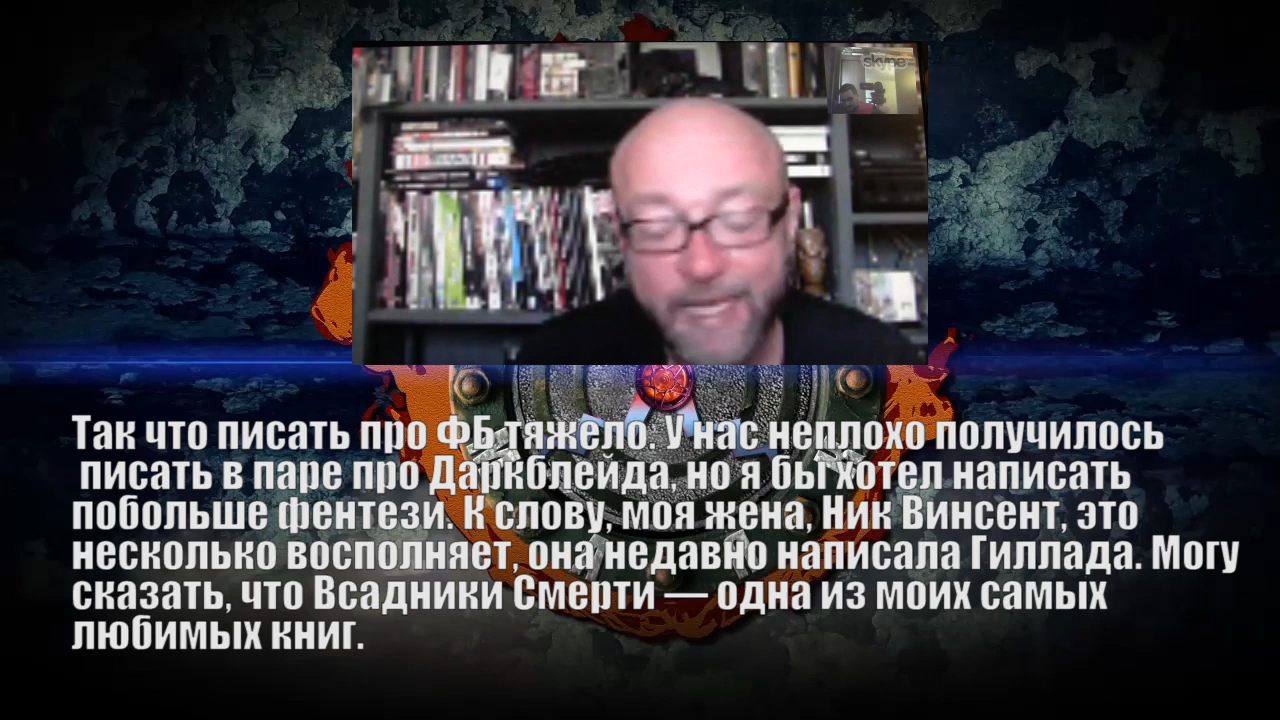 skype
Так что писать про ФБ тяжело. У нас неплохо получилось
писать в паре про Даркблейда, но я бы хотел написать
побольше фентези. К слову, моя жена, Ник Винсент, это
несколько восполняет, она недавно написала Гиллада. Могу
сказать, что Всадники Смерти — одна из моих самых
любимых книг.